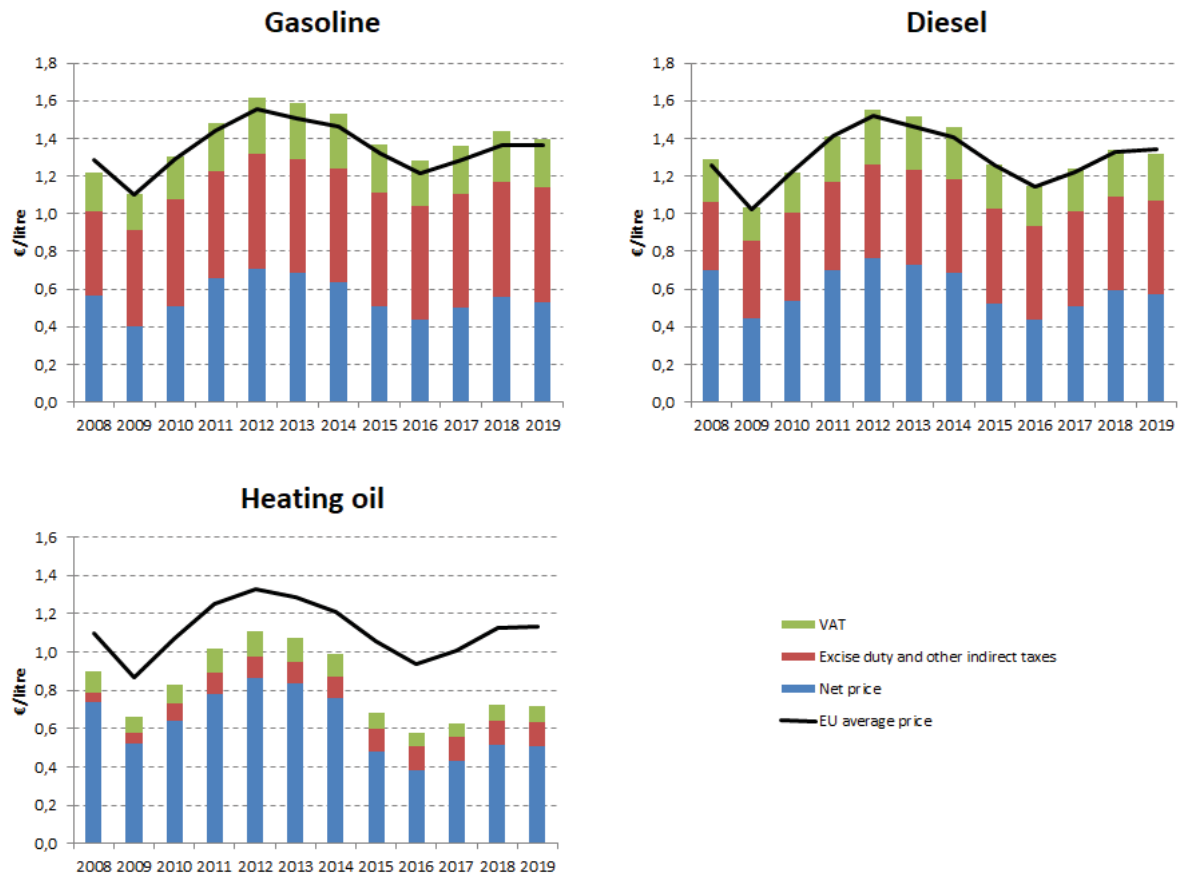 Gasoline
€/litre
1,8
1,6
1,4
1,2
1,0
0,8
0,6
0,4
0,2
0,0
2008 2009 2010 2011 2012 2013 2014 2015 2016 2017 2018 2019
Diesel
€/litre
1,8
1,6
1,4
1,2
1,0
0,8
0,6
0,4
0,2
0,0
2008 2009 2010 2011 2012 2013 2014 2015 2016 2017 2018 2019
Heating oil
€/litre
1,6
1,4
1,2
1,0
0,8
0,6
0,4
0,2
0,0
2008 2009 2010 2011 2012 2013 2014 2015 2016 2017 2018 2019
VAT
Excise duty and other indirect taxes
Net price
EU average price